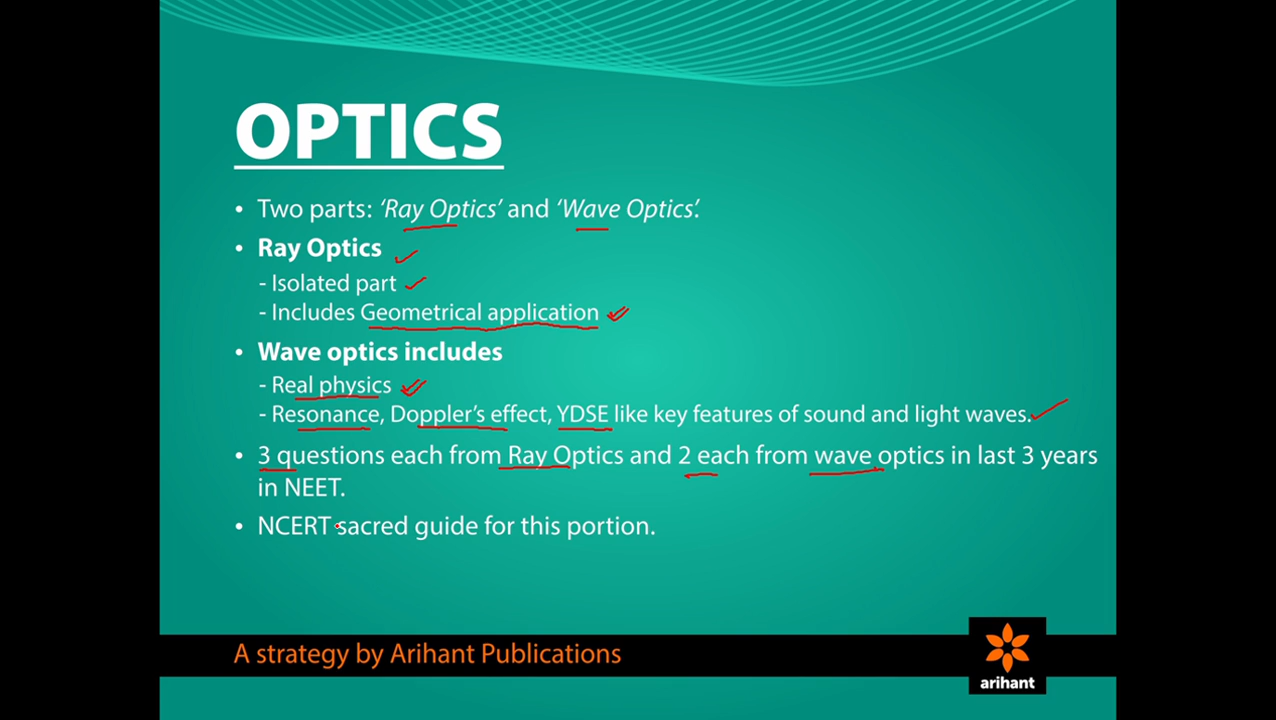 OPTICS
• Two parts: ‘Ray Optics’ and ‘Wave Optics’.
• Ray Optics
- Isolated part
- Includes Geometrical application
• Wave optics includes
- Real physics
- Resonance, Doppler’s effect, YDSE like key features of sound and light waves.
• 3 questions each from Ray Optics and 2 each from wave optics in last 3 years
in NEET.
• NCERT sacred guide for this portion.
A strategy by Arihant Publications
arihant